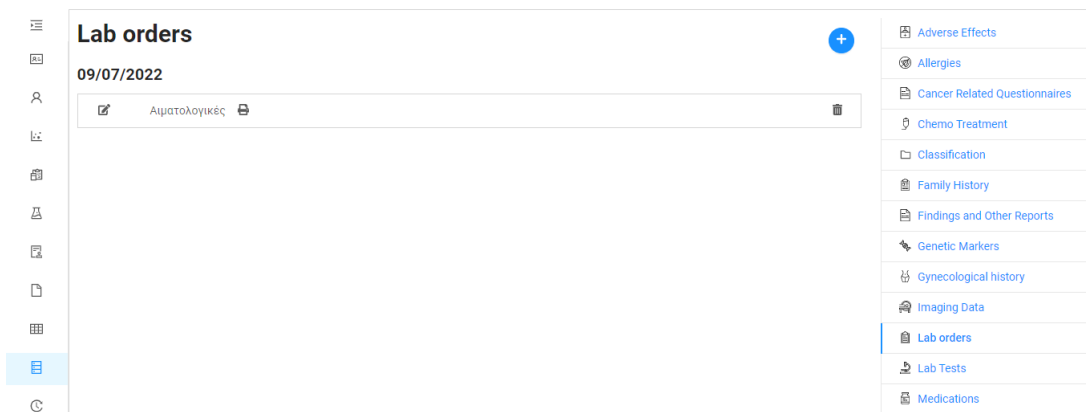 Lab orders
09/07/2022
Αιματολογικές
Adverse Effects
Allergies
Cancer Related Questionnaires
Chemo Treatment
Classification
Family History
Findings and Other Reports
Genetic Markers
Gynecological history
Imaging Data
Lab orders
Lab Tests
Medications